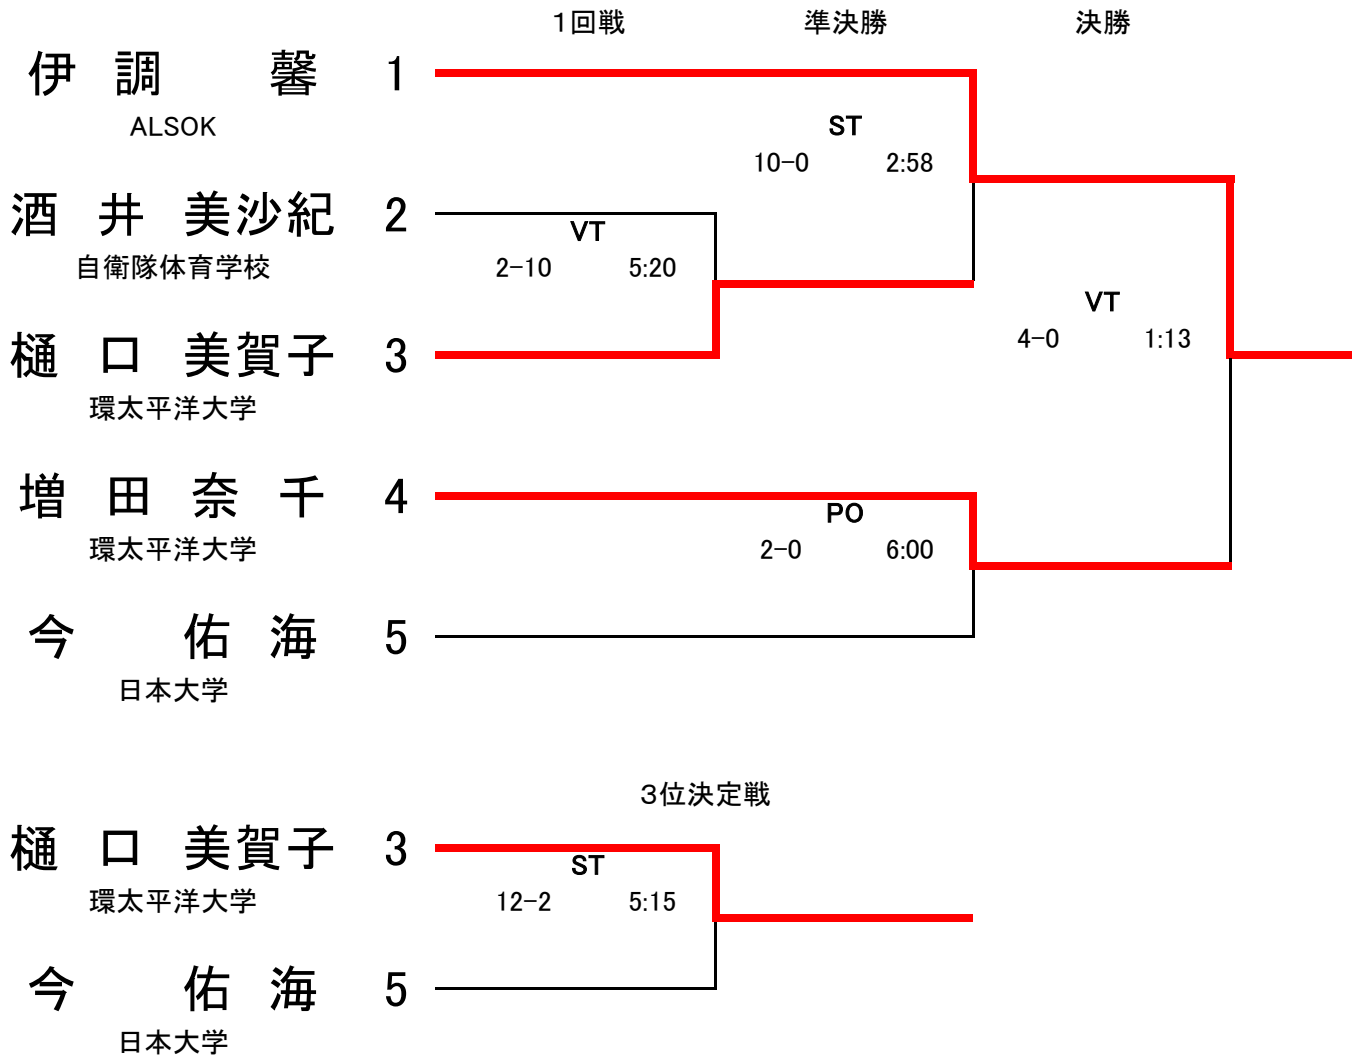 １回戦 準決勝 決勝
伊 調 馨 1
ALSOK
ST
10-0 2:58
酒 井 美沙紀 2
VT
自衛隊体育学校 2-10 5:20
VT
樋 口 美賀子 3 4-0 1:13
環太平洋大学
増 田 奈 千 4
PO
環太平洋大学 2-0 6:00
今 佑 海 5
日本大学
３位決定戦
樋 口 美賀子 3
ST
環太平洋大学 12-2 5:15
今 佑 海 5
日本大学